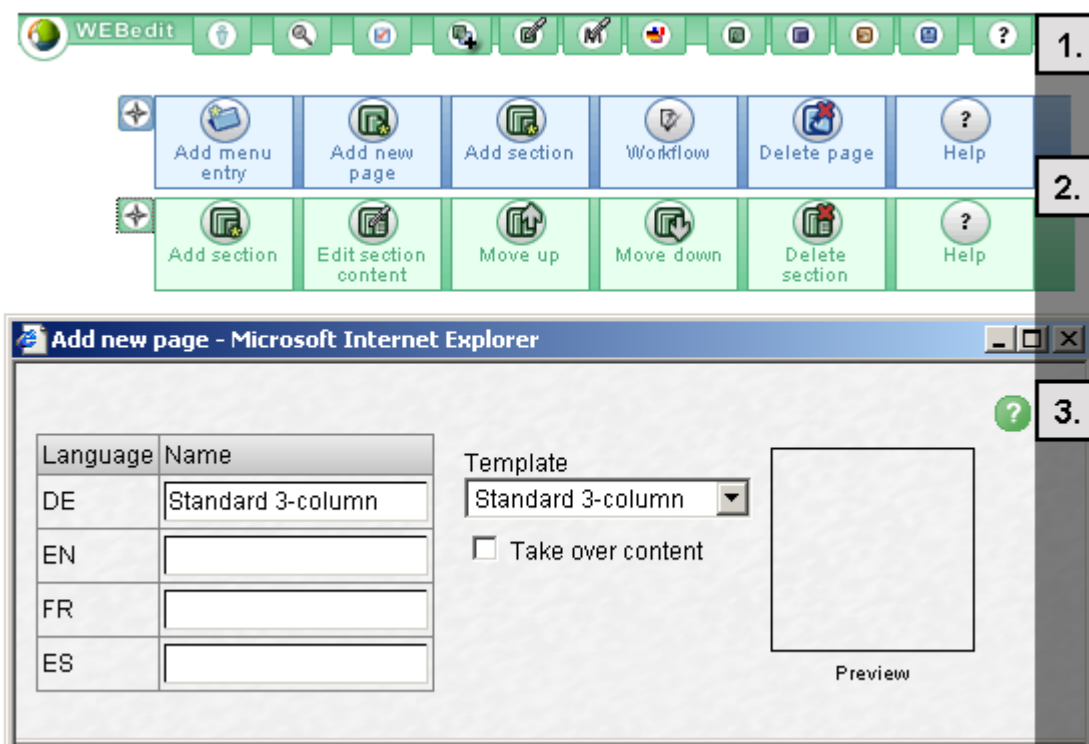 WEBedit ? 1.
Add menu entry Add new page Add section Workflow Delete page ? Help
2.
Add section Edit section content Move up Move down Delete section ? Help
Add new page - Microsoft Internet Explorer
? 3.
Language Name
Template
DE Standard 3-column Standard 3-column
EN Take over content
FR
ES
Preview